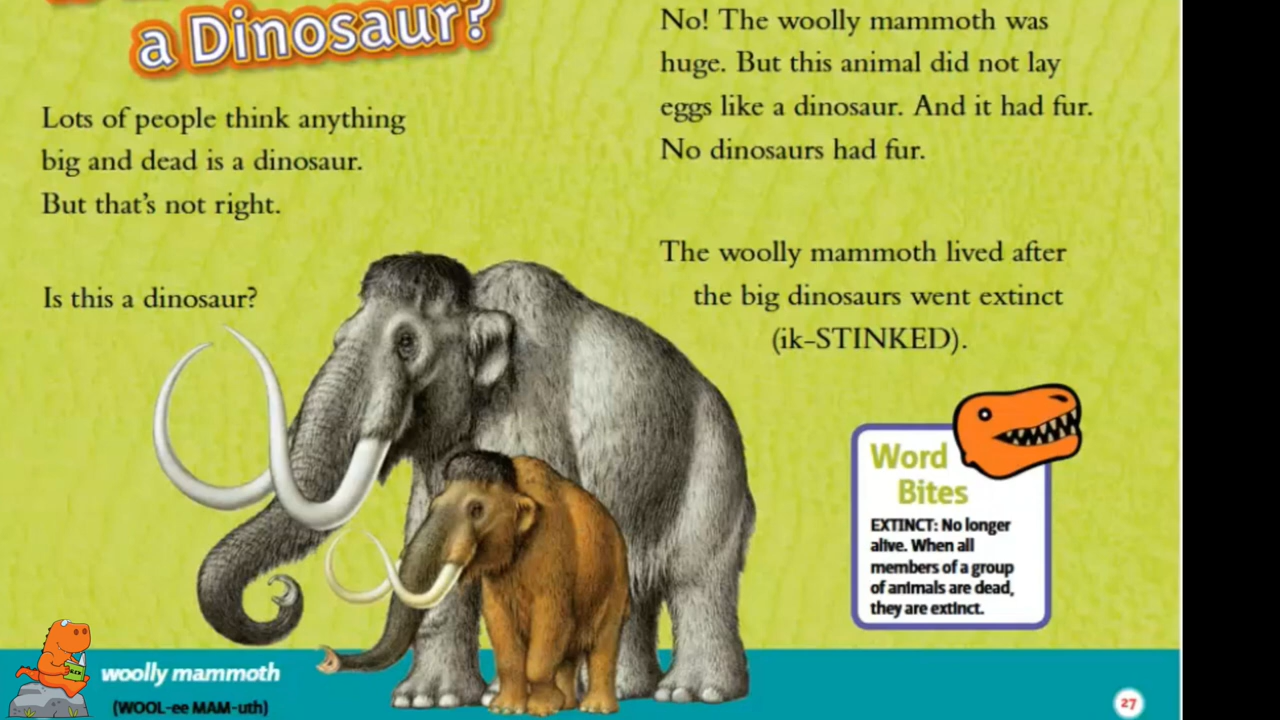 a Dinosaur?
Lots of people think anything
big and dead is a dinosaur.
But that's not right.
Is this a dinosaur?
No! The woolly mammoth was
huge. But this animal did not lay
eggs like a dinosaur. And it had fur.
No dinosaurs had fur.
The woolly mammoth lived after
the big dinosaurs went extinct
(ik-STINKED).
Word
Bites
EXTINCT: No longer
alive. When all
members of a group
of animals are dead,
they are extinct.
woolly mammoth
(WOOL-ee MAM-uth)
27